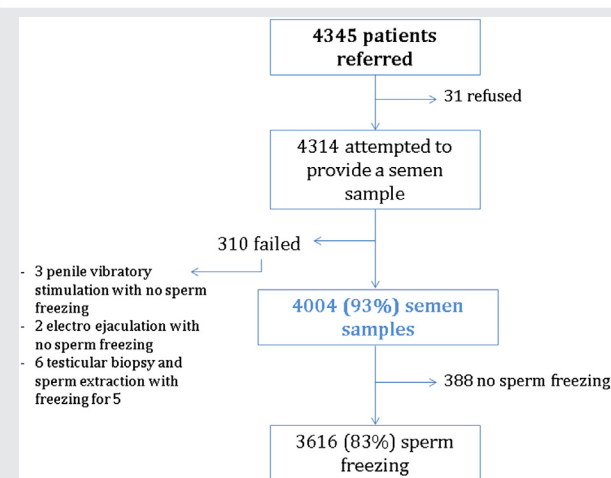 4345 patients
referred
31 refused
4314 attempted to
provide a semen
sample
310 failed
- 3 penile vibratory
stimulation with no sperm
freezing
- 2 electro ejaculation with
no sperm freezing
- 6 testicular biopsy and
sperm extraction with
freezing for 5
4004 (93%) semen
samples
388 no sperm freezing
3616 (83%) sperm
freezing